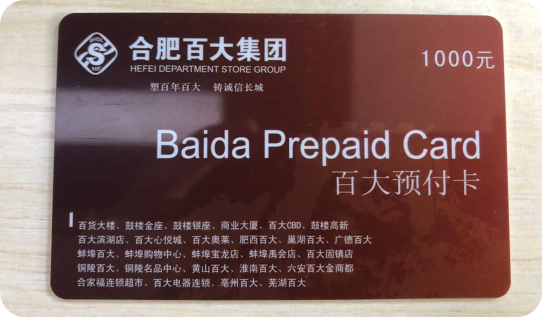 合肥百大集团
HEFEI DEPARTMENT STORE GROUP
塑百年百大 铸诚信长城
1000元
Baida Prepaid Card
百大预付卡
百货大楼、鼓楼金座、鼓楼银座、商业大厦、百大CBD、鼓楼高新
百大滨湖店、百大心悦城、百大奥莱、肥西百大、巢湖百大、广德百大
蚌埠百大、蚌埠购物中心、蚌埠宝龙店、蚌埠禹会店、百大固镇店
铜陵百大、铜陵名品中心、黄山百大、淮南百大、六安百大金商都
合家福连锁超市、百大电器连锁、亳州百大、芜湖百大